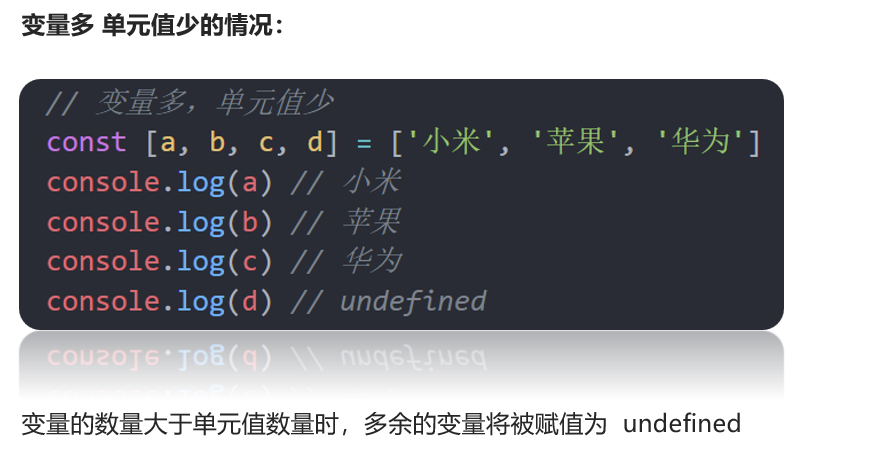 变量多 单元值少的情况：
// 变量多，单元值少
const [a, b, c, d] = ['小米', '苹果', '华为']
console.log(a) // 小米
console.log(b) // 苹果
console.log(c) // 华为
console.log(d) // undefined
变量的数量大于单元值数量时，多余的变量将被赋值为 undefined